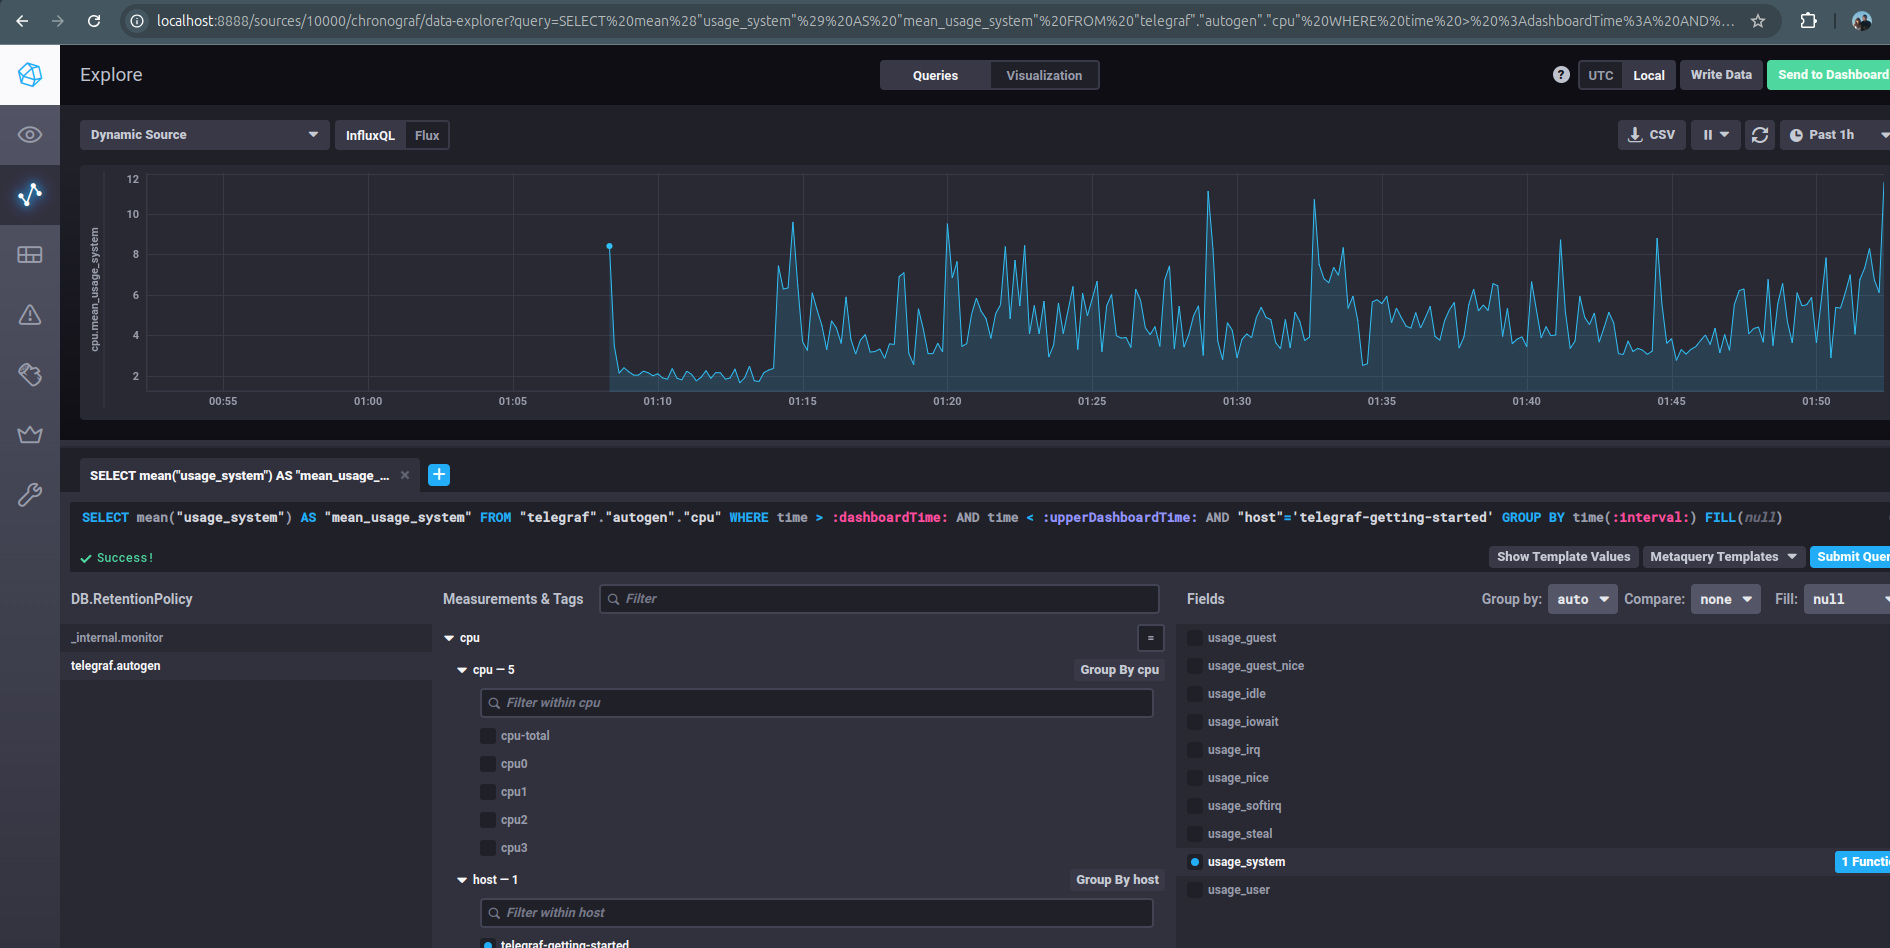 localhost:8888/sources/10000/chronograf/data-explorer?query=SELECT%20mean%28"usage_system"%29%20AS%20"mean_usage_system"%20FROM%20"telegraf"."autogen"."cpu"%20WHERE%20time%20>%20%3AdashboardTime%3A%20AND%...
Explore
Queries
Visualization
?
UTC
Local
Write Data
Send to Dashboard
Dynamic Source
InfluxQL
Flux
CSV
Past 1h
cpu.mean_usage_system
12
10
8
6
4
2
00:55
01:00
01:05
01:10
01:15
01:20
01:25
01:30
01:35
01:40
01:45
01:50
SELECT mean("usage_system") AS "mean_usage_...
SELECT mean("usage_system") AS "mean_usage_system" FROM "telegraf"."autogen"."cpu" WHERE time > :dashboardTime: AND time < :upperDashboardTime: AND "host"='telegraf-getting-started' GROUP BY time(:interval:) FILL(null)
Success!
Show Template Values
Metaquery Templates
Submit Quer
DB.RetentionPolicy
Measurements & Tags
Filter
Fields
Group by:
auto
Compare:
none
Fill:
null
_internal.monitor
telegraf.autogen
cpu
=
cpu — 5
Group By cpu
Filter within cpu
cpu-total
cpu0
cpu1
cpu2
cpu3
host — 1
Group By host
Filter within host
telegraf-getting-started
usage_guest
usage_guest_nice
usage_idle
usage_iowait
usage_irq
usage_nice
usage_softirq
usage_steal
usage_system
1 Functi
usage_user